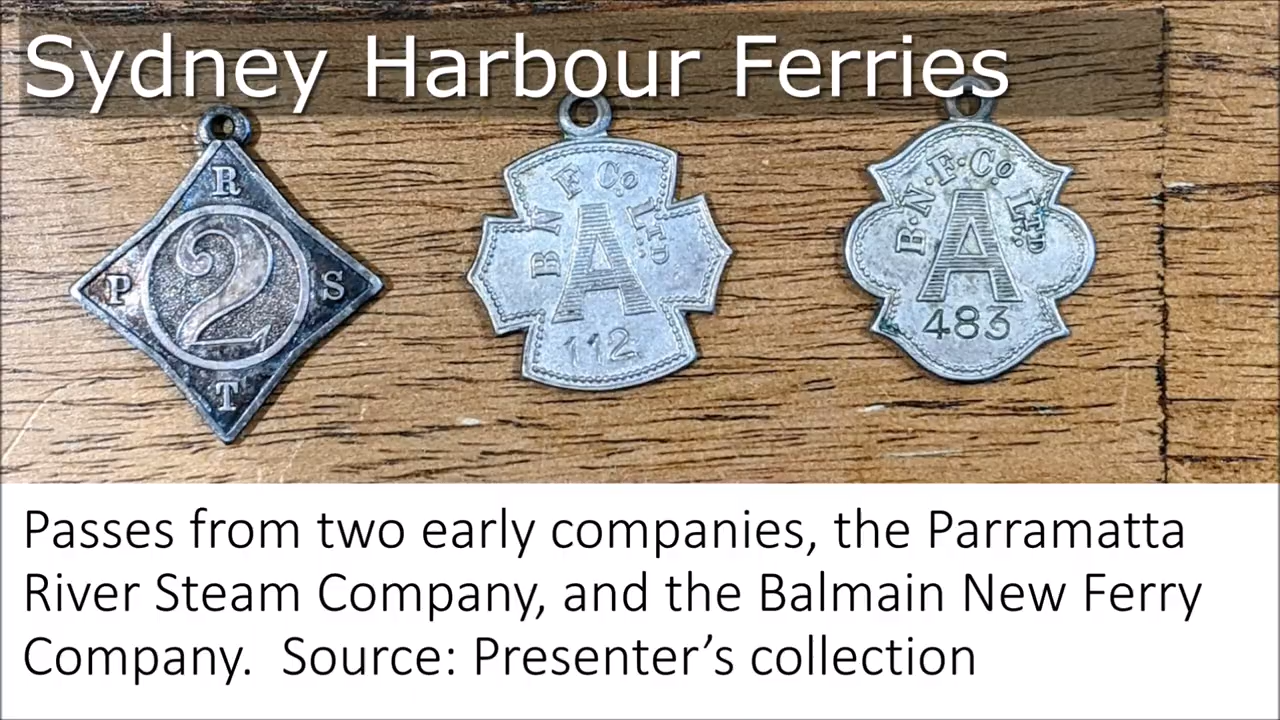 Sydney Harbour Ferries
R
P 2 S
T
B N F Co LTD
A
112
B·N·F·Co LTD
A
483
Passes from two early companies, the Parramatta
River Steam Company, and the Balmain New Ferry
Company.  Source: Presenter’s collection